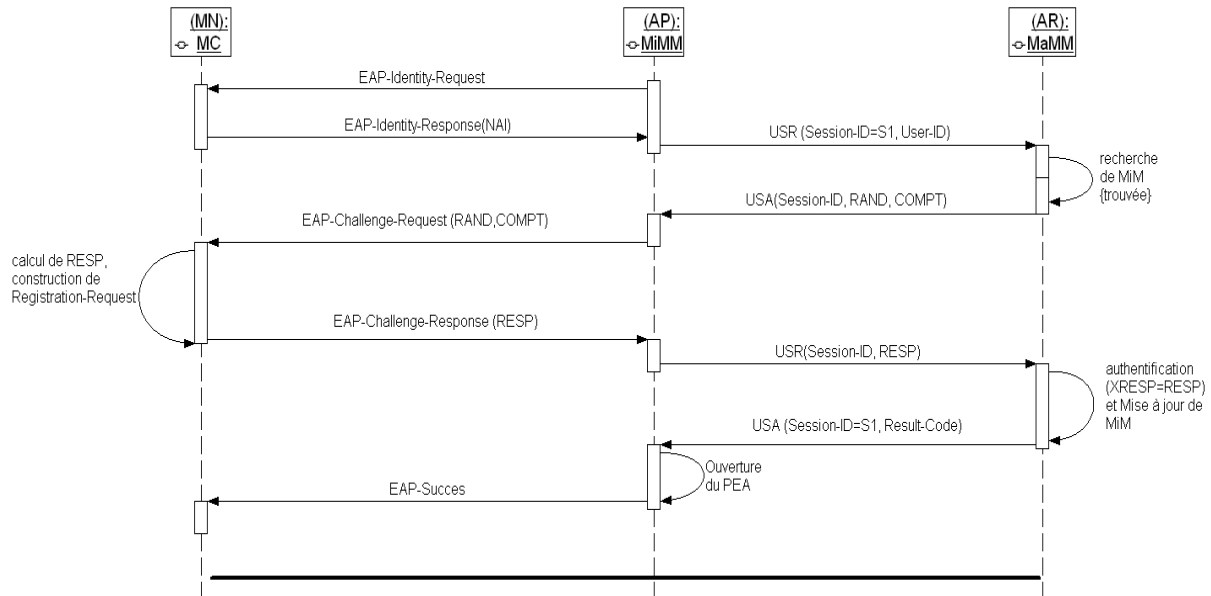 (MN):
MC
(AP):
MiMM
(AR):
MaMM
EAP-Identity-Request
EAP-Identity-Response(NAI)
USR (Session-ID=S1, User-ID)
recherche
de MiM
{trouvée}
USA(Session-ID, RAND, COMPT)
EAP-Challenge-Request (RAND,COMPT)
calcul de RESP,
construction de
Registration-Request
EAP-Challenge-Response (RESP)
USR(Session-ID, RESP)
authentification
(XRESP=RESP)
et Mise à jour de
MiM
USA (Session-ID=S1, Result-Code)
Ouverture
du PEA
EAP-Succes